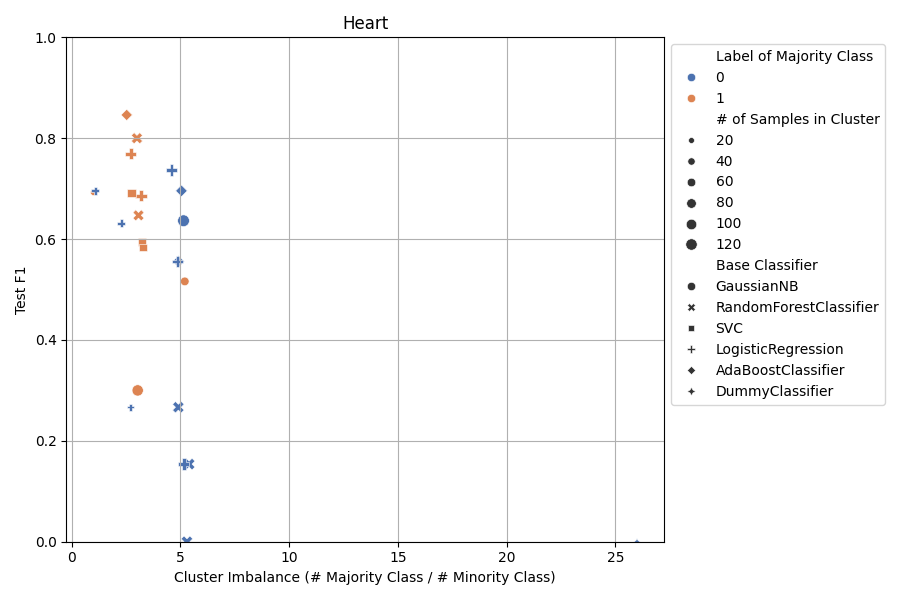 Heart
1.0
0.8
0.6
0.4
0.2
0.0
Test F1
0
5
10
15
20
25
Cluster Imbalance (# Majority Class / # Minority Class)
Label of Majority Class
0
1
# of Samples in Cluster
20
40
60
80
100
120
Base Classifier
GaussianNB
RandomForestClassifier
SVC
LogisticRegression
AdaBoostClassifier
DummyClassifier